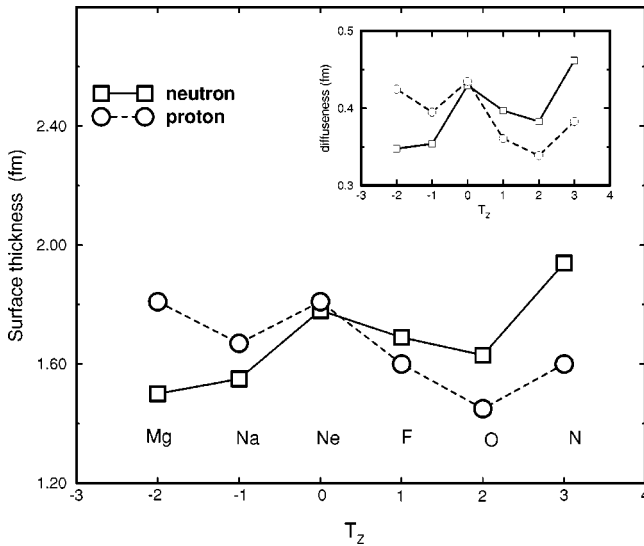 neutron
proton
Surface thickness (fm)
2.40
2.00
1.60
1.20
Mg Na Ne F O N
-3 -2 -1 0 1 2 3 4
T_z
diffuseness (fm)
0.5
0.4
0.3
-3 -2 -1 0 1 2 3 4
T_z